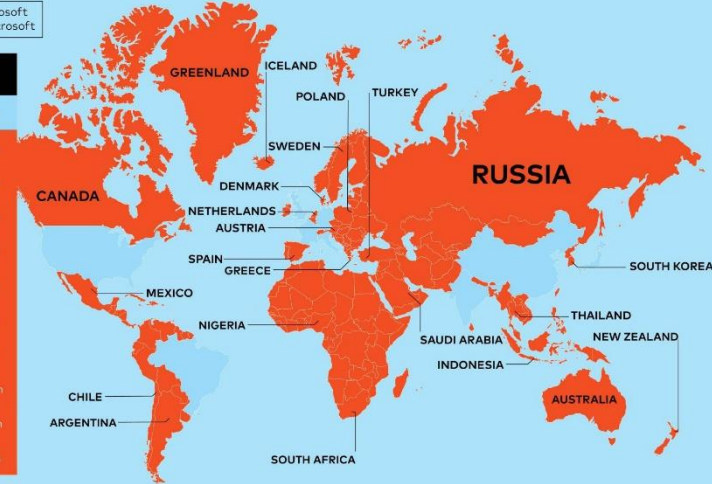 GREENLAND
ICELAND
POLAND
TURKEY
SWEDEN
RUSSIA
DENMARK
CANADA
NETHERLANDS
AUSTRIA
SPAIN
GREECE
SOUTH KOREA
MEXICO
NIGERIA
THAILAND
SAUDI ARABIA
NEW ZEALAND
INDONESIA
CHILE
AUSTRALIA
ARGENTINA
SOUTH AFRICA